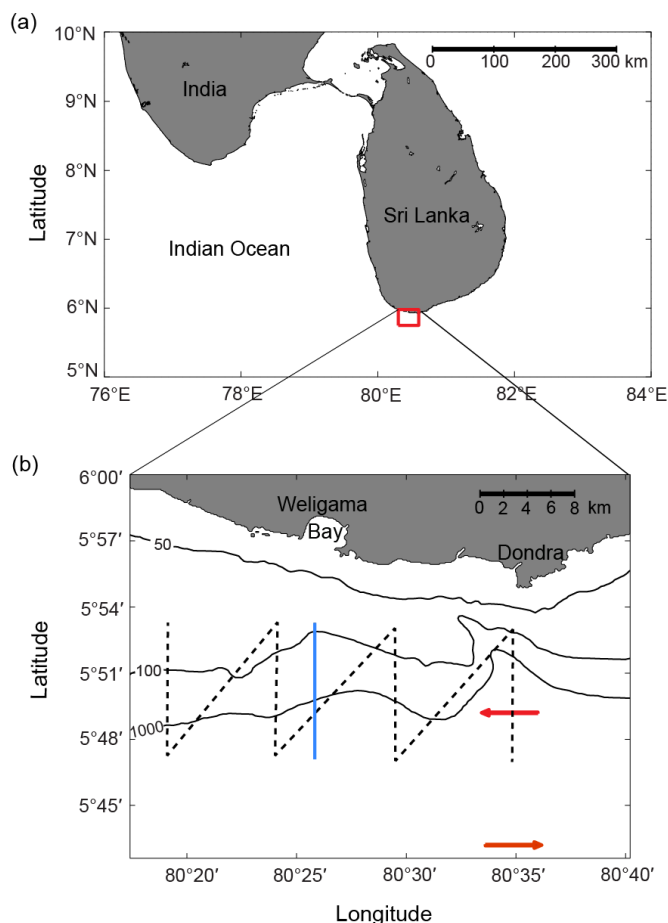 (a)
10°N
9°N
8°N
7°N
6°N
5°N
Latitude
India
Sri Lanka
Indian Ocean
0 100 200 300 km
76°E 78°E 80°E 82°E 84°E
(b)
6°00′
5°57′
5°54′
5°51′
5°48′
5°45′
Latitude
Weligama
Bay
Dondra
0 2 4 6 8 km
50
100
1000
80°20′ 80°25′ 80°30′ 80°35′ 80°40′
Longitude